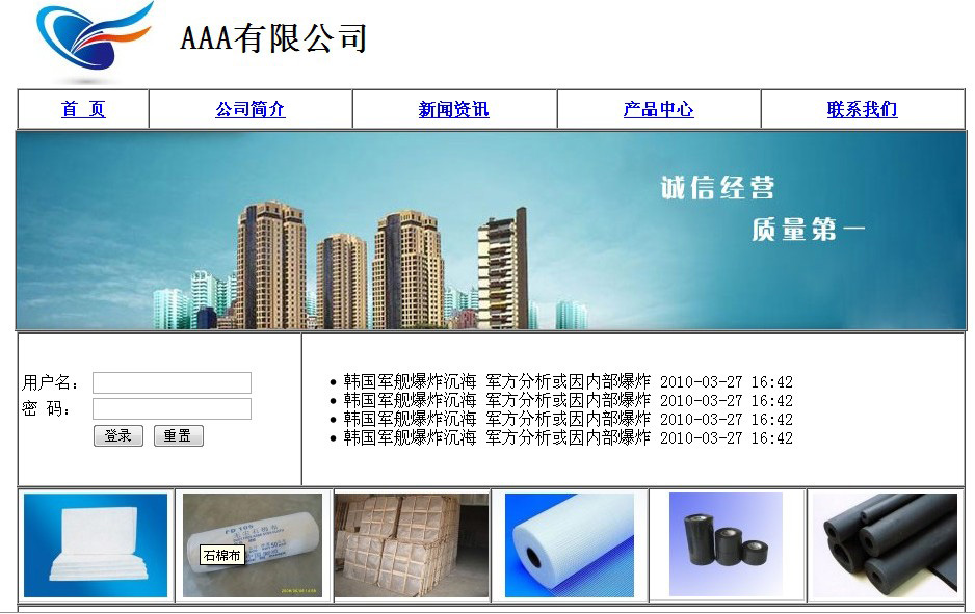 AAA有限公司
首 页 公司简介 新闻资讯 产品中心 联系我们
诚信经营
质量第一
用户名：
密 码：
登录 重置
韩国军舰爆炸沉海 军方分析或因内部爆炸 2010-03-27 16:42
韩国军舰爆炸沉海 军方分析或因内部爆炸 2010-03-27 16:42
韩国军舰爆炸沉海 军方分析或因内部爆炸 2010-03-27 16:42
韩国军舰爆炸沉海 军方分析或因内部爆炸 2010-03-27 16:42
石棉布